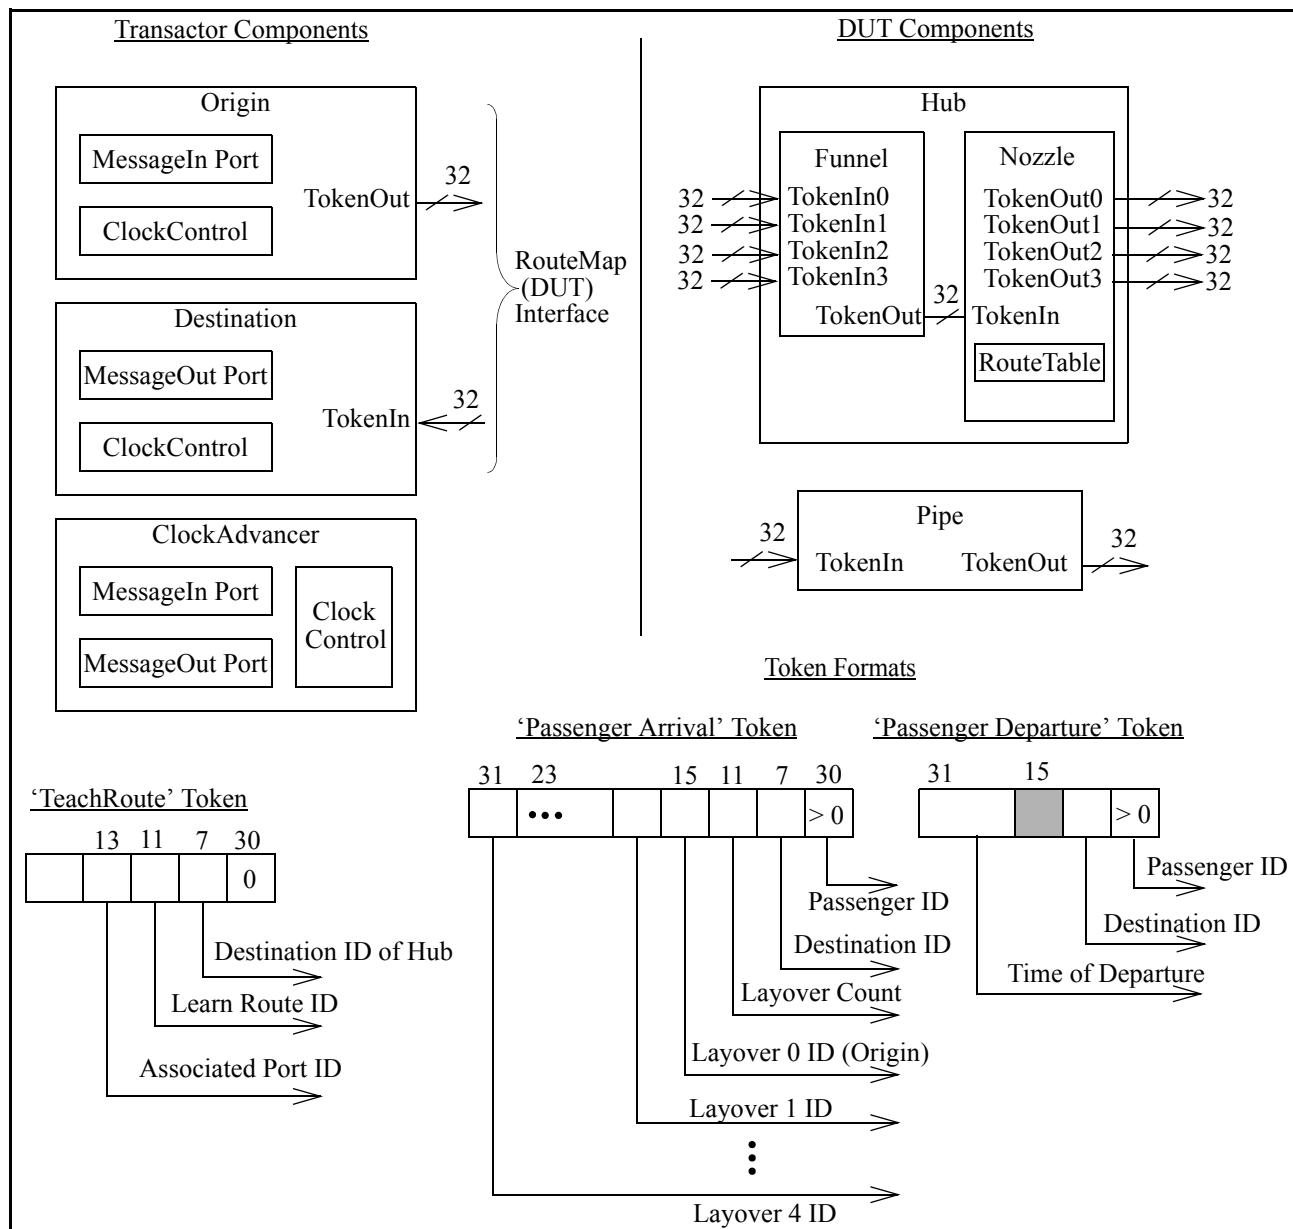 Transactor Components
Origin
MessageIn Port
ClockControl
TokenOut
32
Destination
MessageOut Port
ClockControl
TokenIn
32
RouteMap
(DUT)
Interface
ClockAdvancer
MessageIn Port
MessageOut Port
Clock
Control
DUT Components
Hub
Funnel
Nozzle
32 TokenIn0
32 TokenIn1
32 TokenIn2
32 TokenIn3
TokenOut
32
TokenOut0 32
TokenOut1 32
TokenOut2 32
TokenOut3 32
TokenIn
RouteTable
Pipe
32
TokenIn
TokenOut
32
Token Formats
‘TeachRoute’ Token
13 11 7 30
0
Destination ID of Hub
Learn Route ID
Associated Port ID
‘Passenger Arrival’ Token
31 23 15 11 7 30
••• > 0
Passenger ID
Destination ID
Layover Count
Layover 0 ID (Origin)
Layover 1 ID
Layover 4 ID
‘Passenger Departure’ Token
31 15
> 0
Passenger ID
Destination ID
Time of Departure